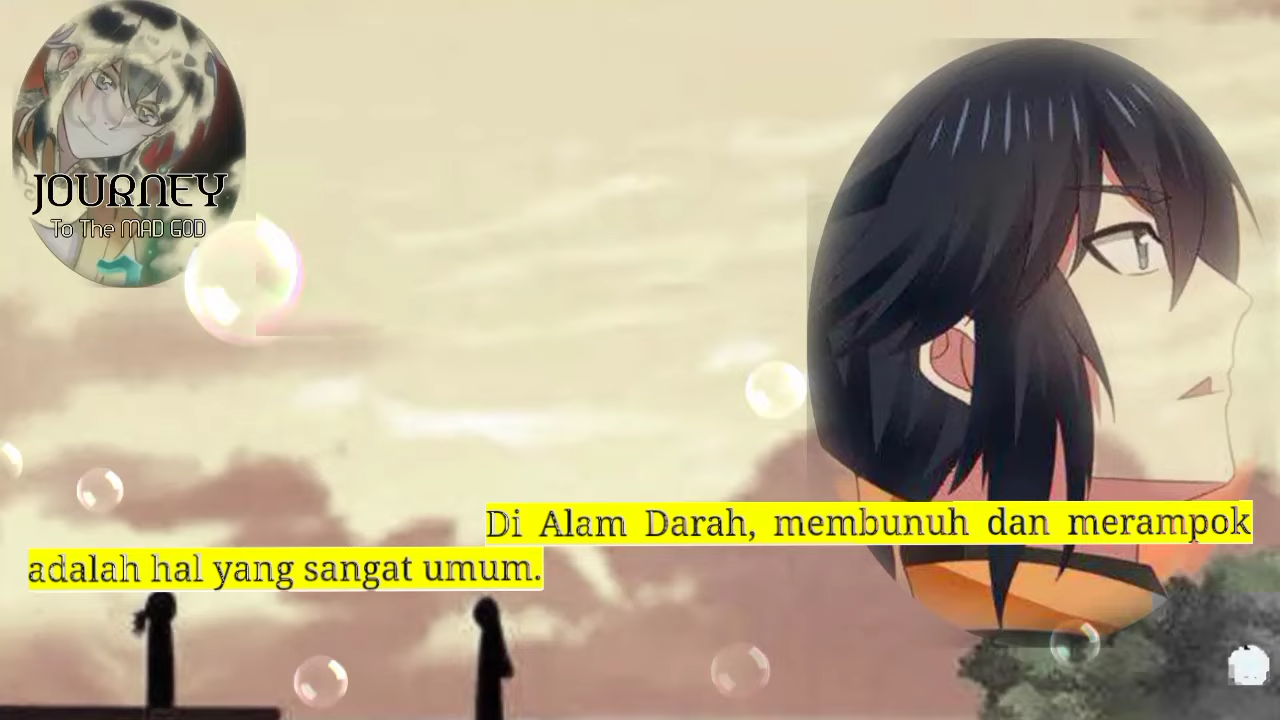 JOURNEY
To The MAD GOD
Di Alam Darah, membunuh dan merampok
adalah hal yang sangat umum.